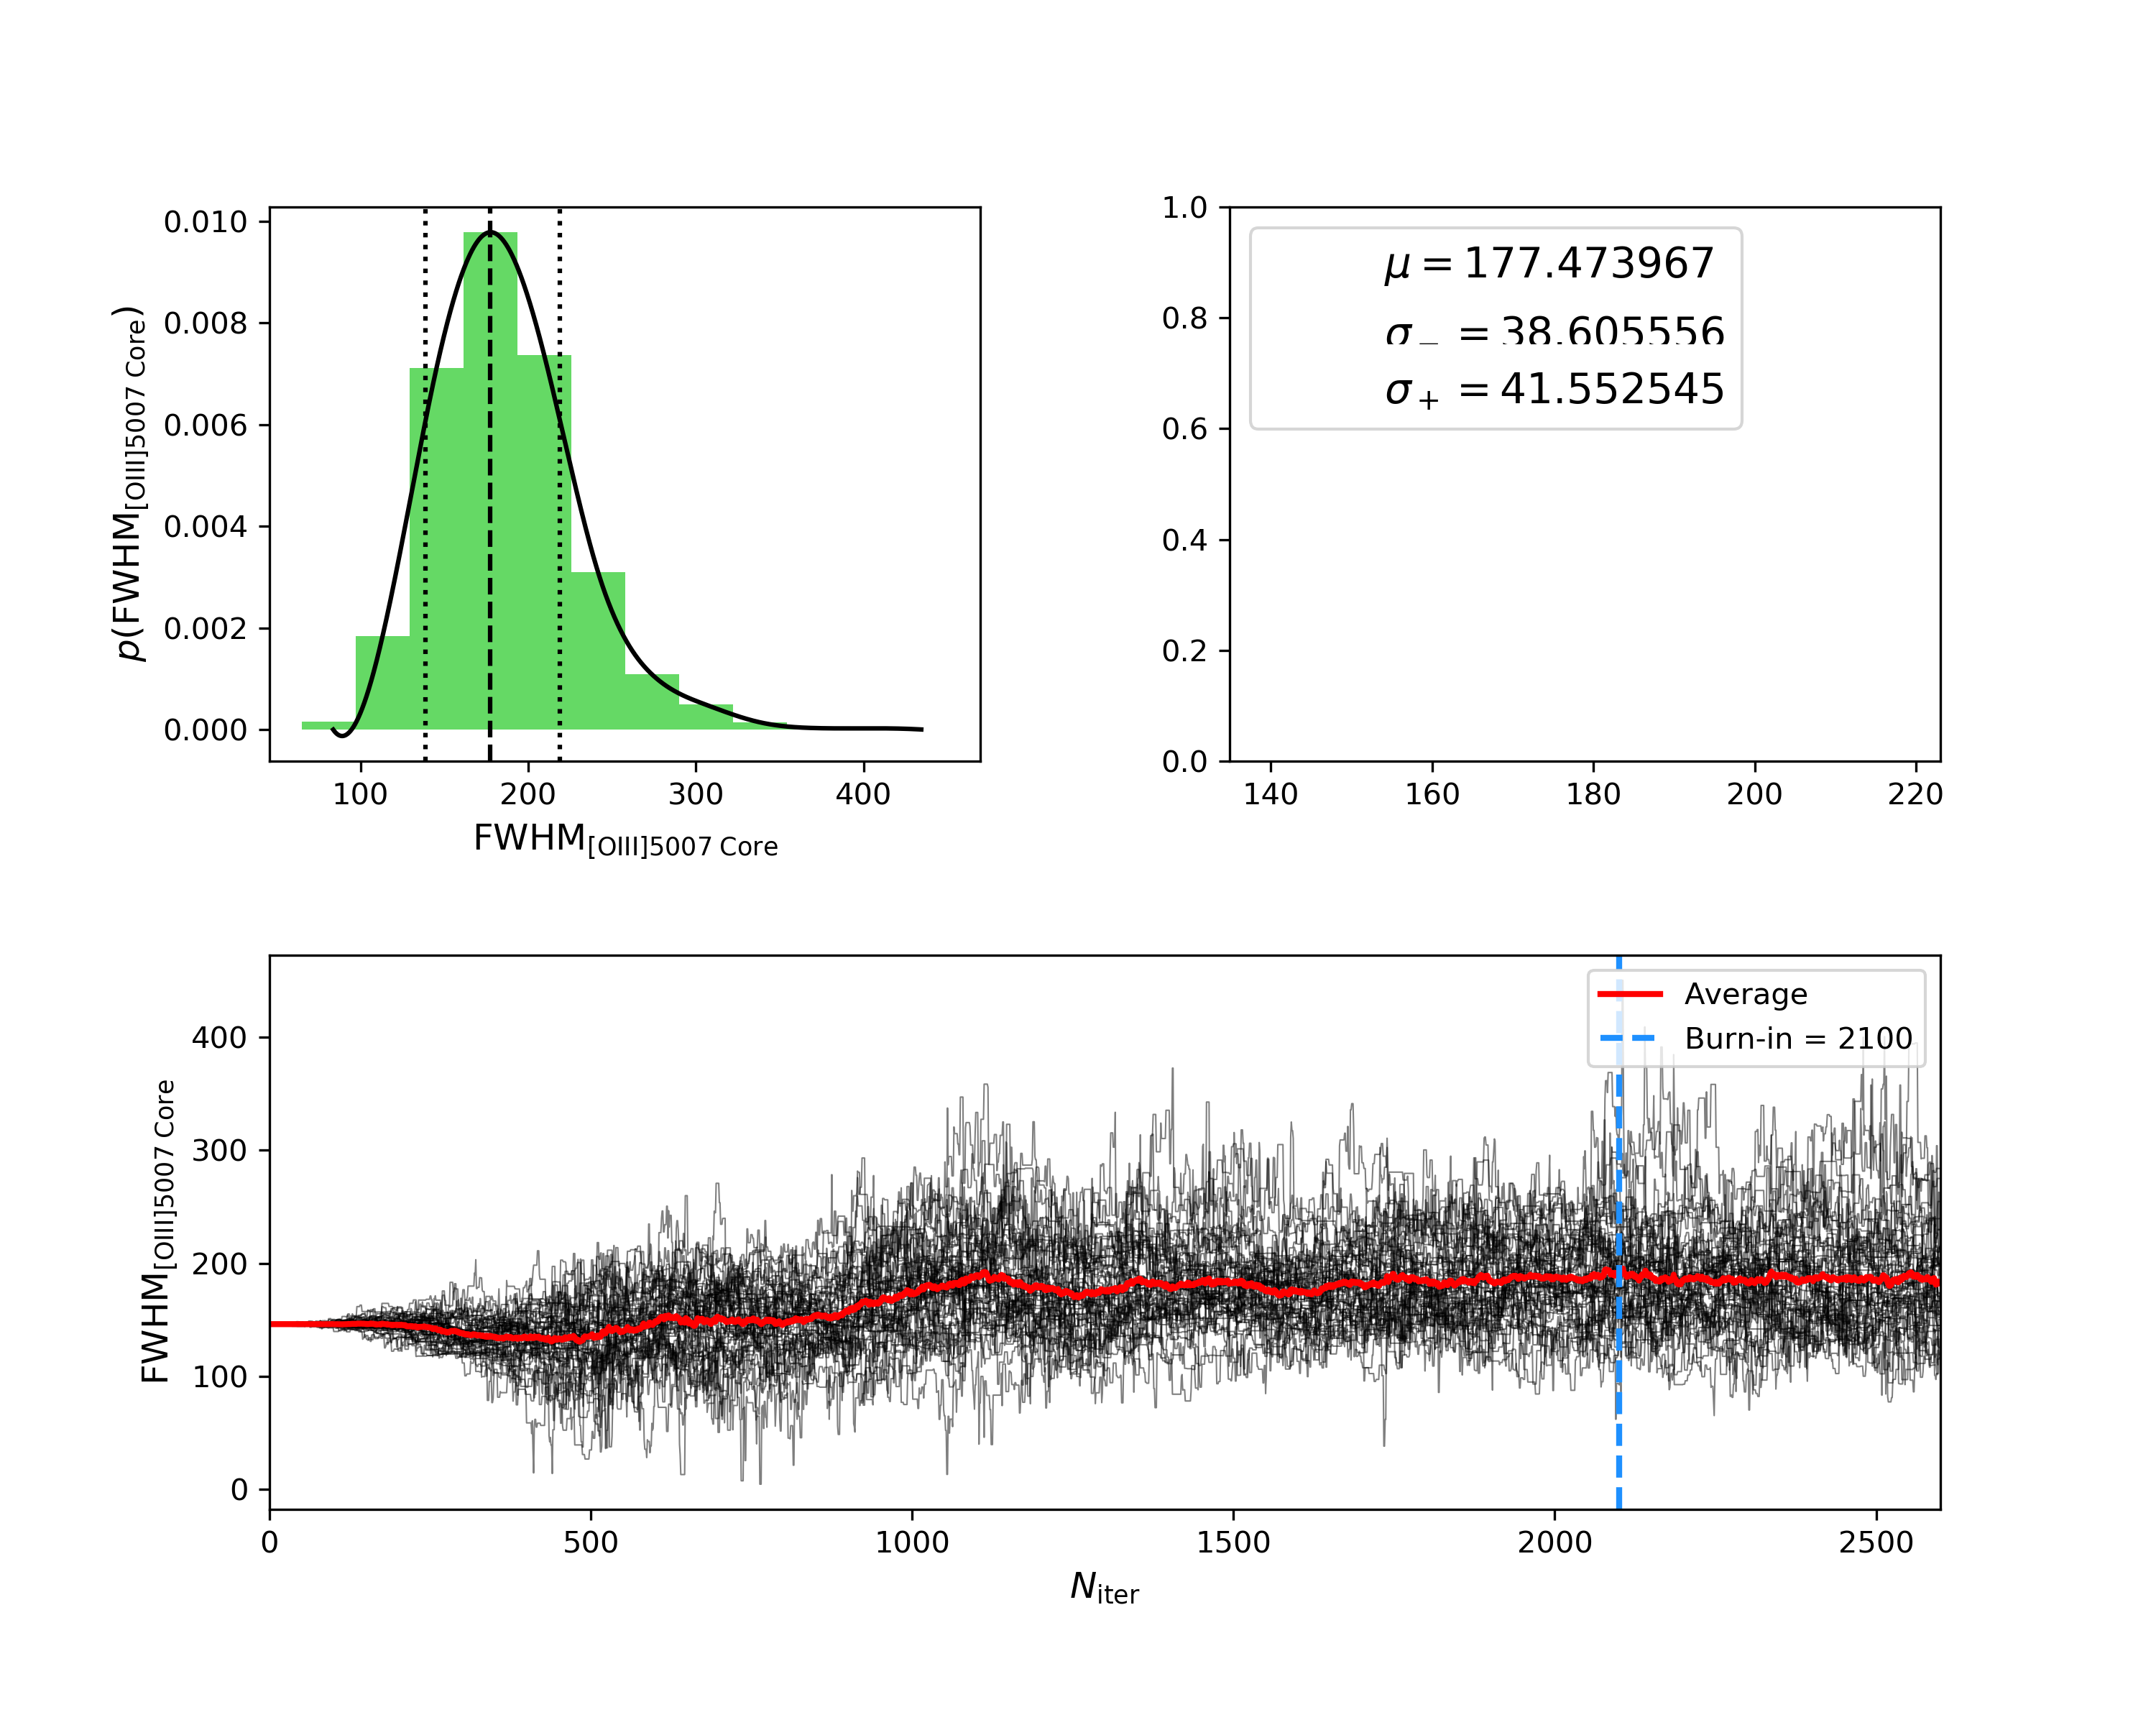 0.010
0.008
0.006
0.004
0.002
0.000
100 200 300 400
p(FWHM[OIII]5007 Core)
FWHM[OIII]5007 Core
1.0
0.8
0.6
0.4
0.2
0.0
140 160 180 200 220
μ = 177.473967
σ− = 38.605556
σ+ = 41.552545
400
300
200
100
0
0 500 1000 1500 2000 2500
FWHM[OIII]5007 Core
Niter
Average
Burn-in = 2100